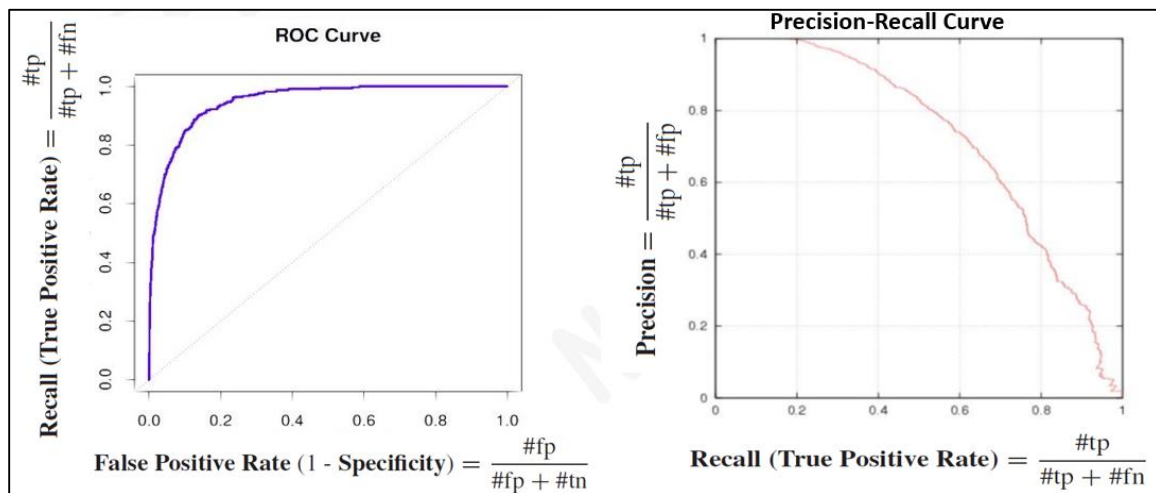 ROC Curve
Recall (True Positive Rate) = #tp / #tp + #fn
1.0
0.8
0.6
0.4
0.2
0.0
0.0 0.2 0.4 0.6 0.8 1.0
False Positive Rate (1 - Specificity) = #fp / #fp + #tn
Precision-Recall Curve
Precision = #tp / #tp + #fp
1
0.8
0.6
0.4
0.2
0
0 0.2 0.4 0.6 0.8 1
Recall (True Positive Rate) = #tp / #tp + #fn